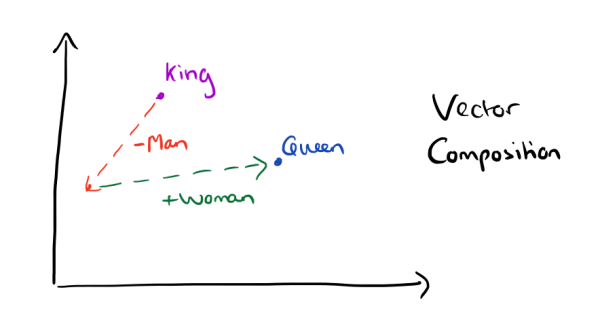 King
-Man
Queen
+Woman
Vector
Composition